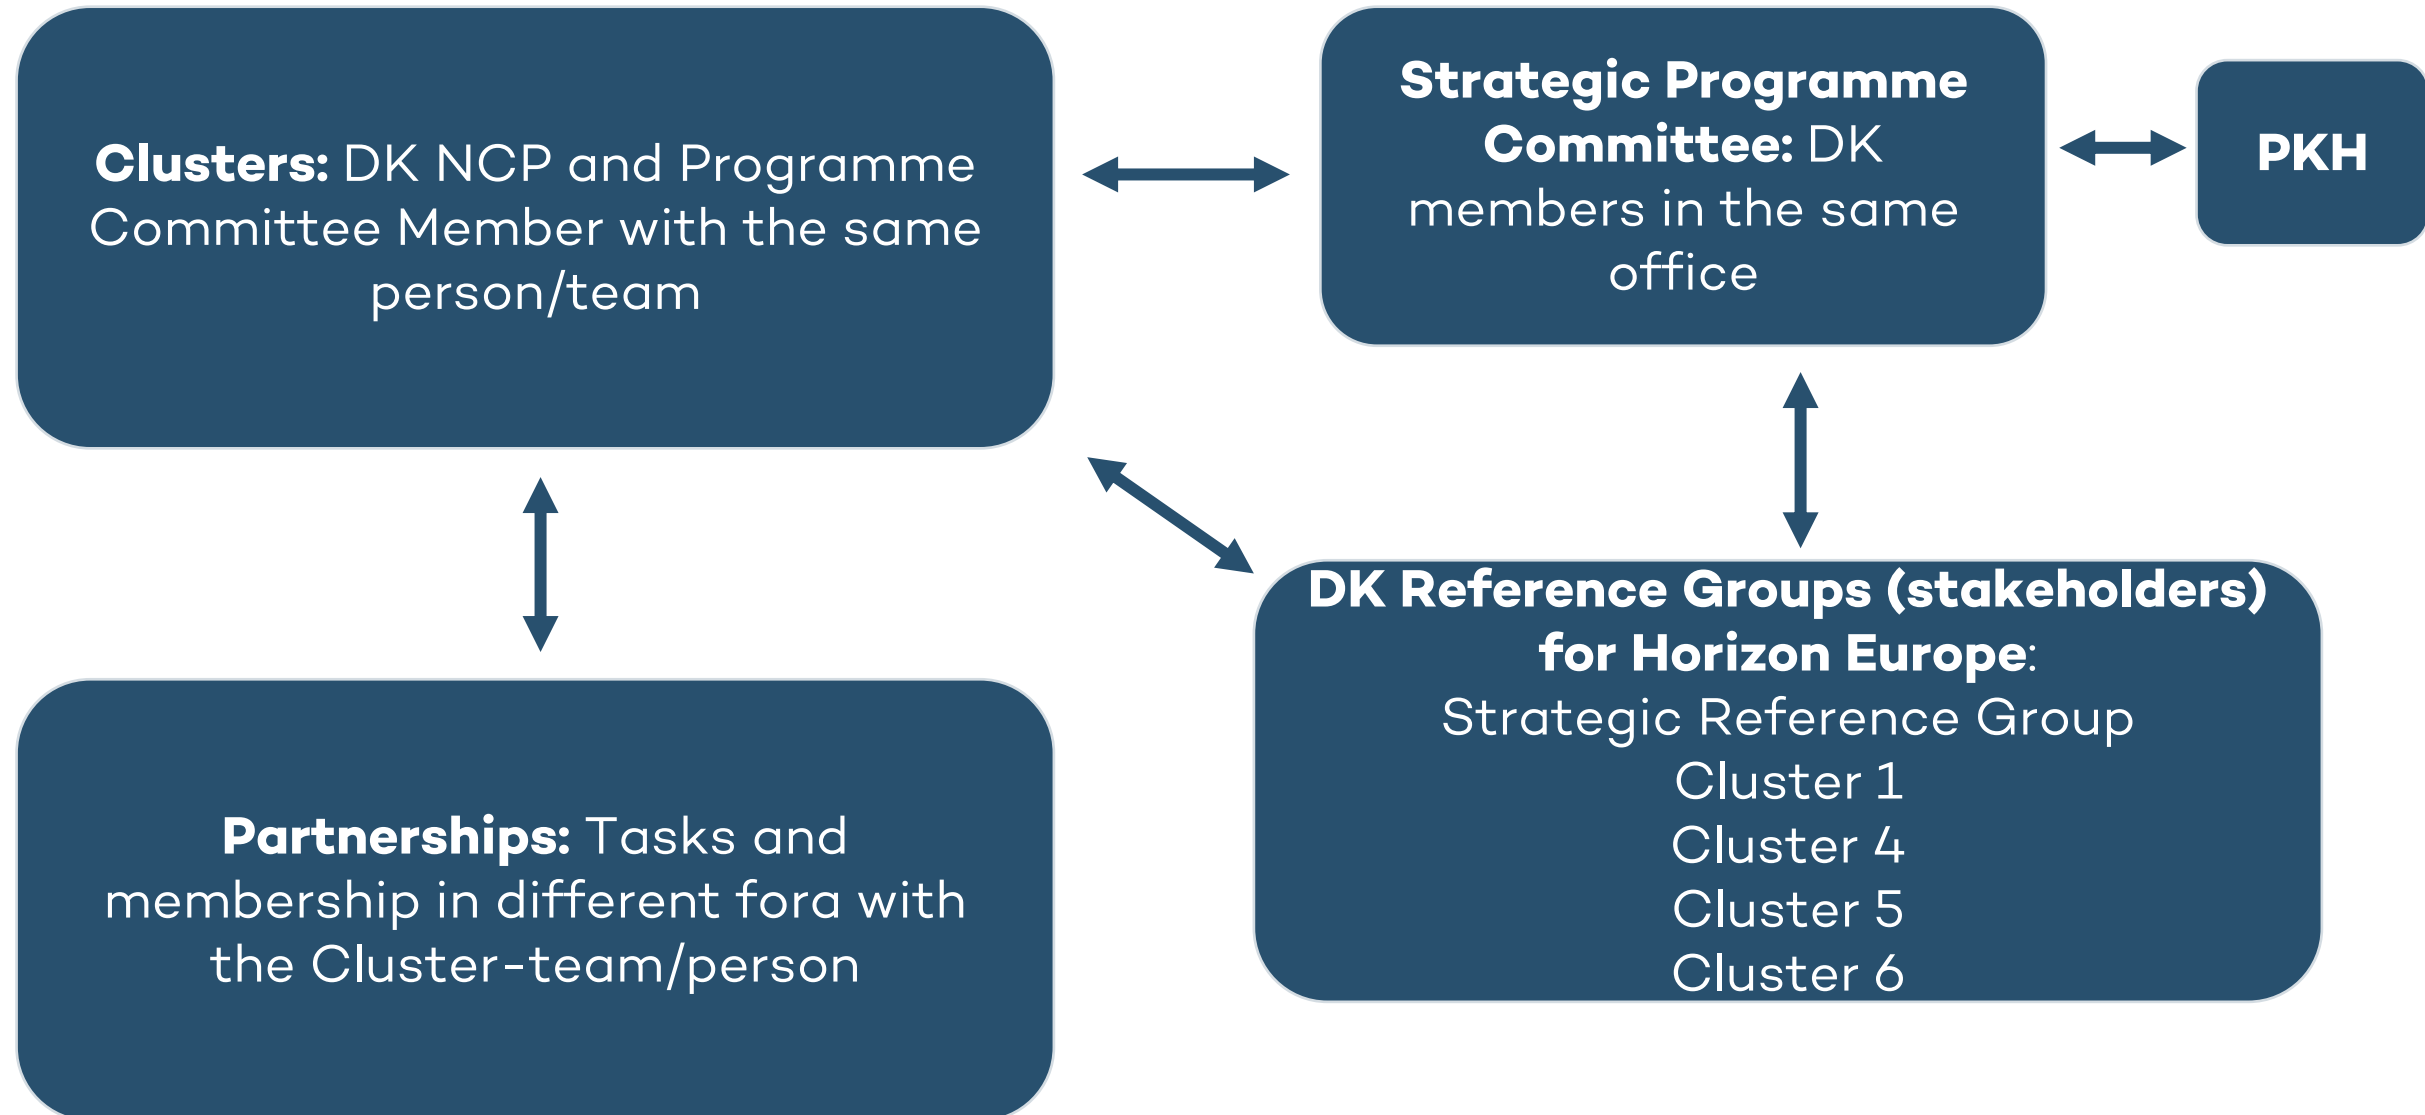 Clusters: DK NCP and Programme
Committee Member with the same
person/team
Strategic Programme
Committee: DK
members in the same
office
PKH
Partnerships: Tasks and
membership in different fora with
the Cluster-team/person
DK Reference Groups (stakeholders)
for Horizon Europe:
Strategic Reference Group
Cluster 1
Cluster 4
Cluster 5
Cluster 6